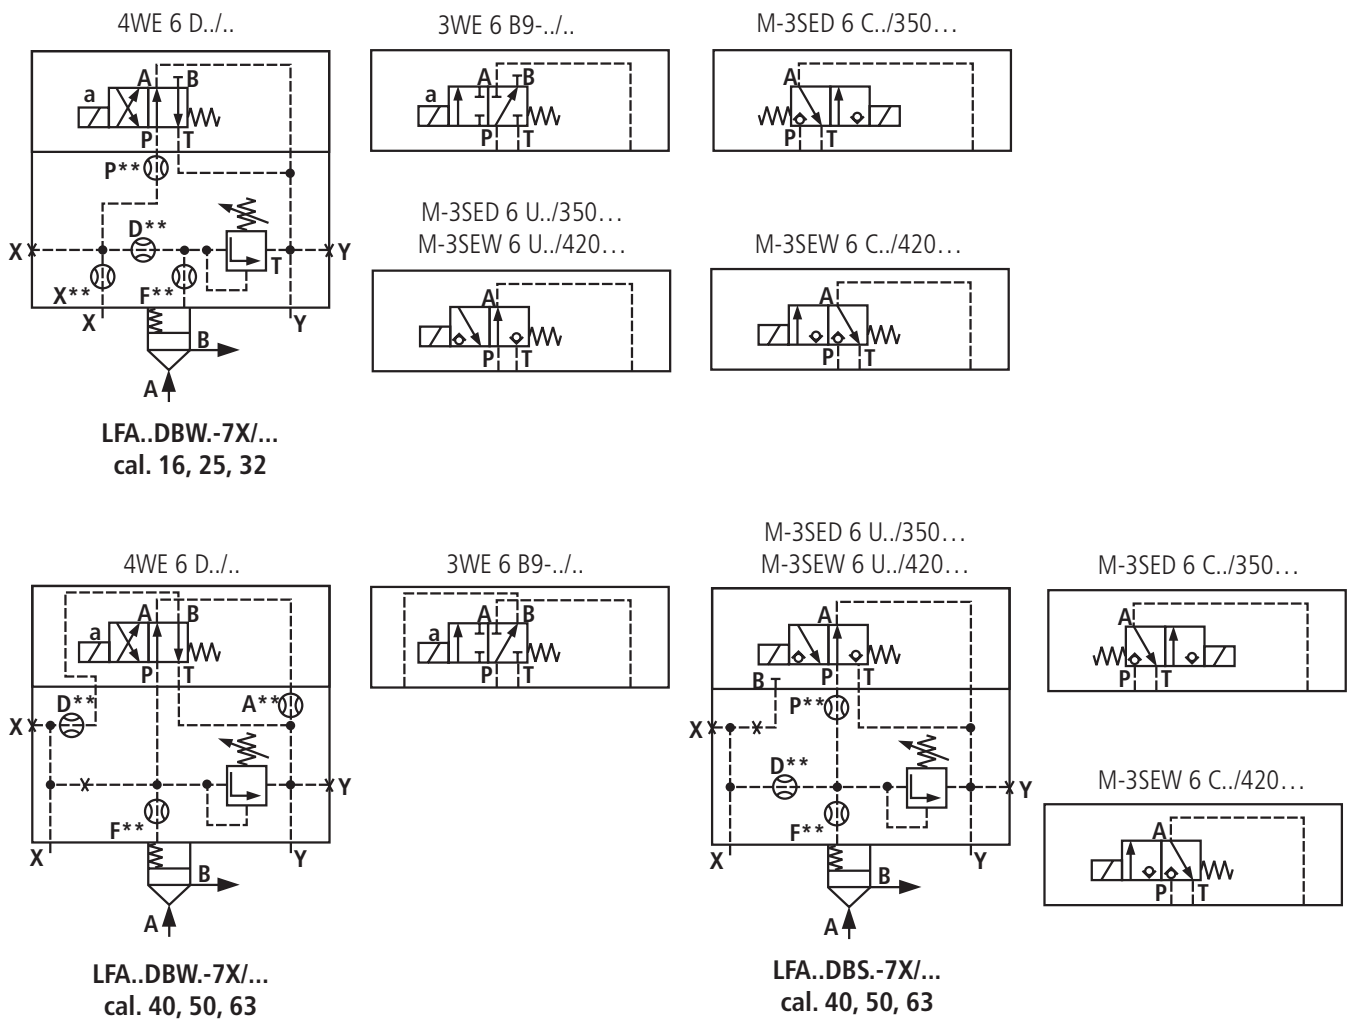 4WE 6 D../..
3WE 6 B9-../..
M-3SED 6 C../350...
A B
a
P T
P**
D**
X Y
T
X** F**
X Y
B
A
A B
a
P T
A
P T
M-3SED 6 U../350...
M-3SEW 6 U../420...
M-3SEW 6 C../420...
A
P T
A
P T
LFA..DBW.-7X/...
cal. 16, 25, 32
4WE 6 D../..
3WE 6 B9-../..
M-3SED 6 U../350...
M-3SEW 6 U../420...
M-3SED 6 C../350...
A B
a
P T
D** A**
X
Y
F**
X Y
B
A
A B
a
P T
A
P T
B
P**
X
D**
Y
F**
X Y
B
A
A
P T
M-3SEW 6 C../420...
A
P T
LFA..DBW.-7X/...
cal. 40, 50, 63
LFA..DBS.-7X/...
cal. 40, 50, 63